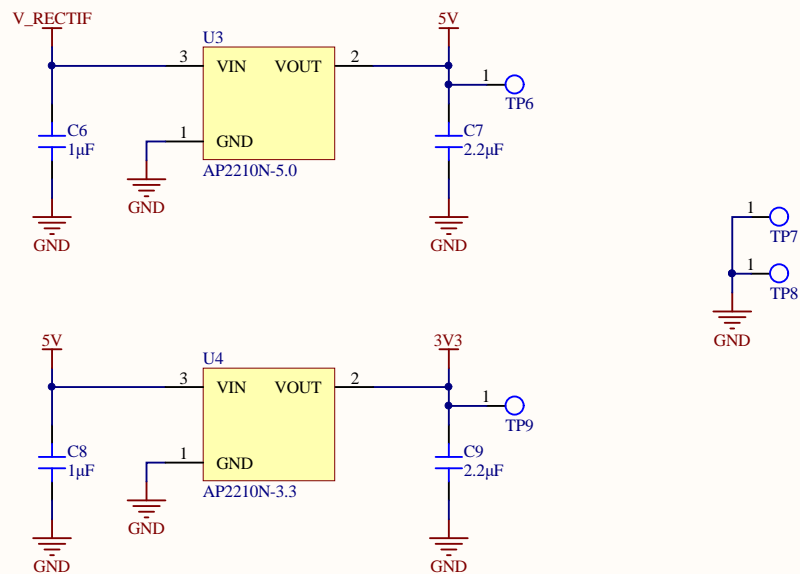 V_RECTIF
5V
U3
3
VIN
VOUT
2
1
TP6
C6
1µF
1
GND
C7
2.2µF
AP2210N-5.0
GND
GND
GND
1
TP7
1
TP8
GND
5V
3V3
U4
3
VIN
VOUT
2
1
TP9
C8
1µF
1
GND
C9
2.2µF
AP2210N-3.3
GND
GND
GND